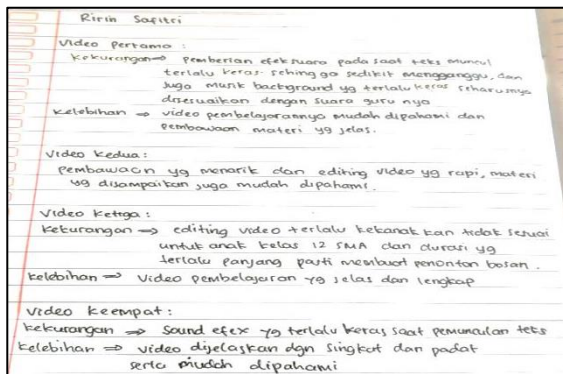 Ririn Safitri
Video Pertama :
Kekurangan ⇒ pemberian efek suara pada saat teks muncul
terlalu keras sehingga sedikit mengganggu, dan
juga musik background yg terlalu keras seharusnya
disesuaikan dengan suara guru nya
Kelebihan ⇒ video pembelajarannya mudah dipahami dan
pembawaan materi yg jelas.
Video kedua :
pembawaan yg menarik dan editing video yg rapi, materi
yg disampaikan juga mudah dipahami.
Video ketiga :
Kekurangan ⇒ editing video terlalu kekanak kan tidak sesuai
untuk anak kelas 12 SMA dan durasi yg
terlalu panjang pasti membuat penonton bosan.
Kelebihan ⇒ Video pembelajaran yg jelas dan lengkap
Video keempat :
Kekurangan ⇒ Sound efex yg terlalu keras saat pemunculan teks
Kelebihan ⇒ video dijelaskan dgn singkat dan padat
serta mudah dipahami